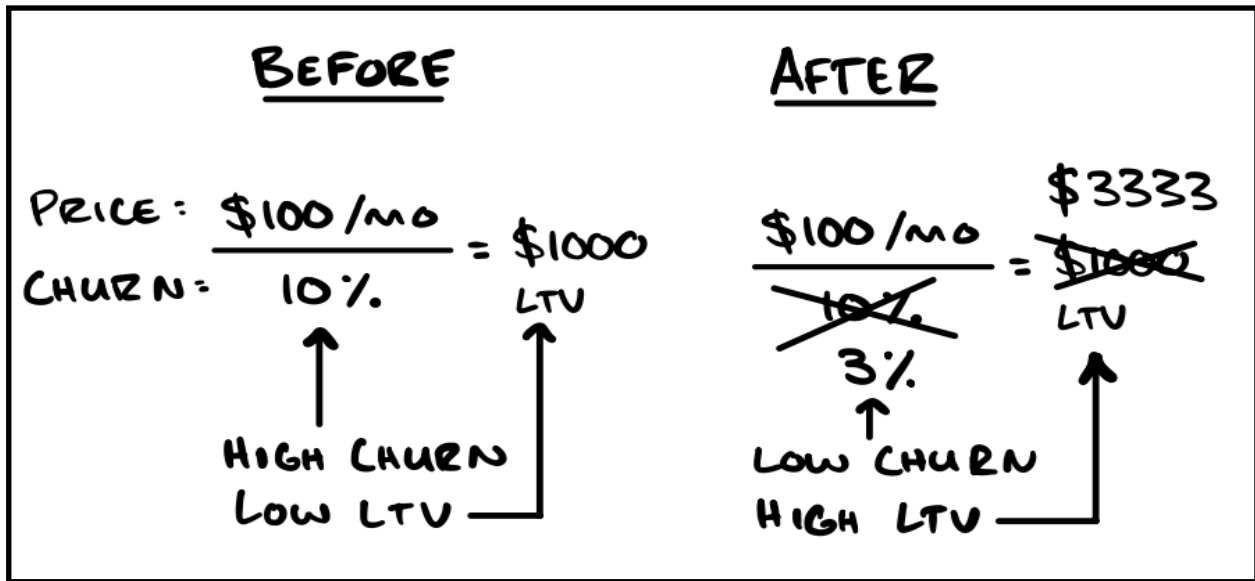 BEFORE
PRICE: $100/mo = $1000
CHURN= 10% LTV
HIGH CHURN
LOW LTV
AFTER
$3333
$100/mo = $1000
10% LTV
3%
LOW CHURN
HIGH LTV